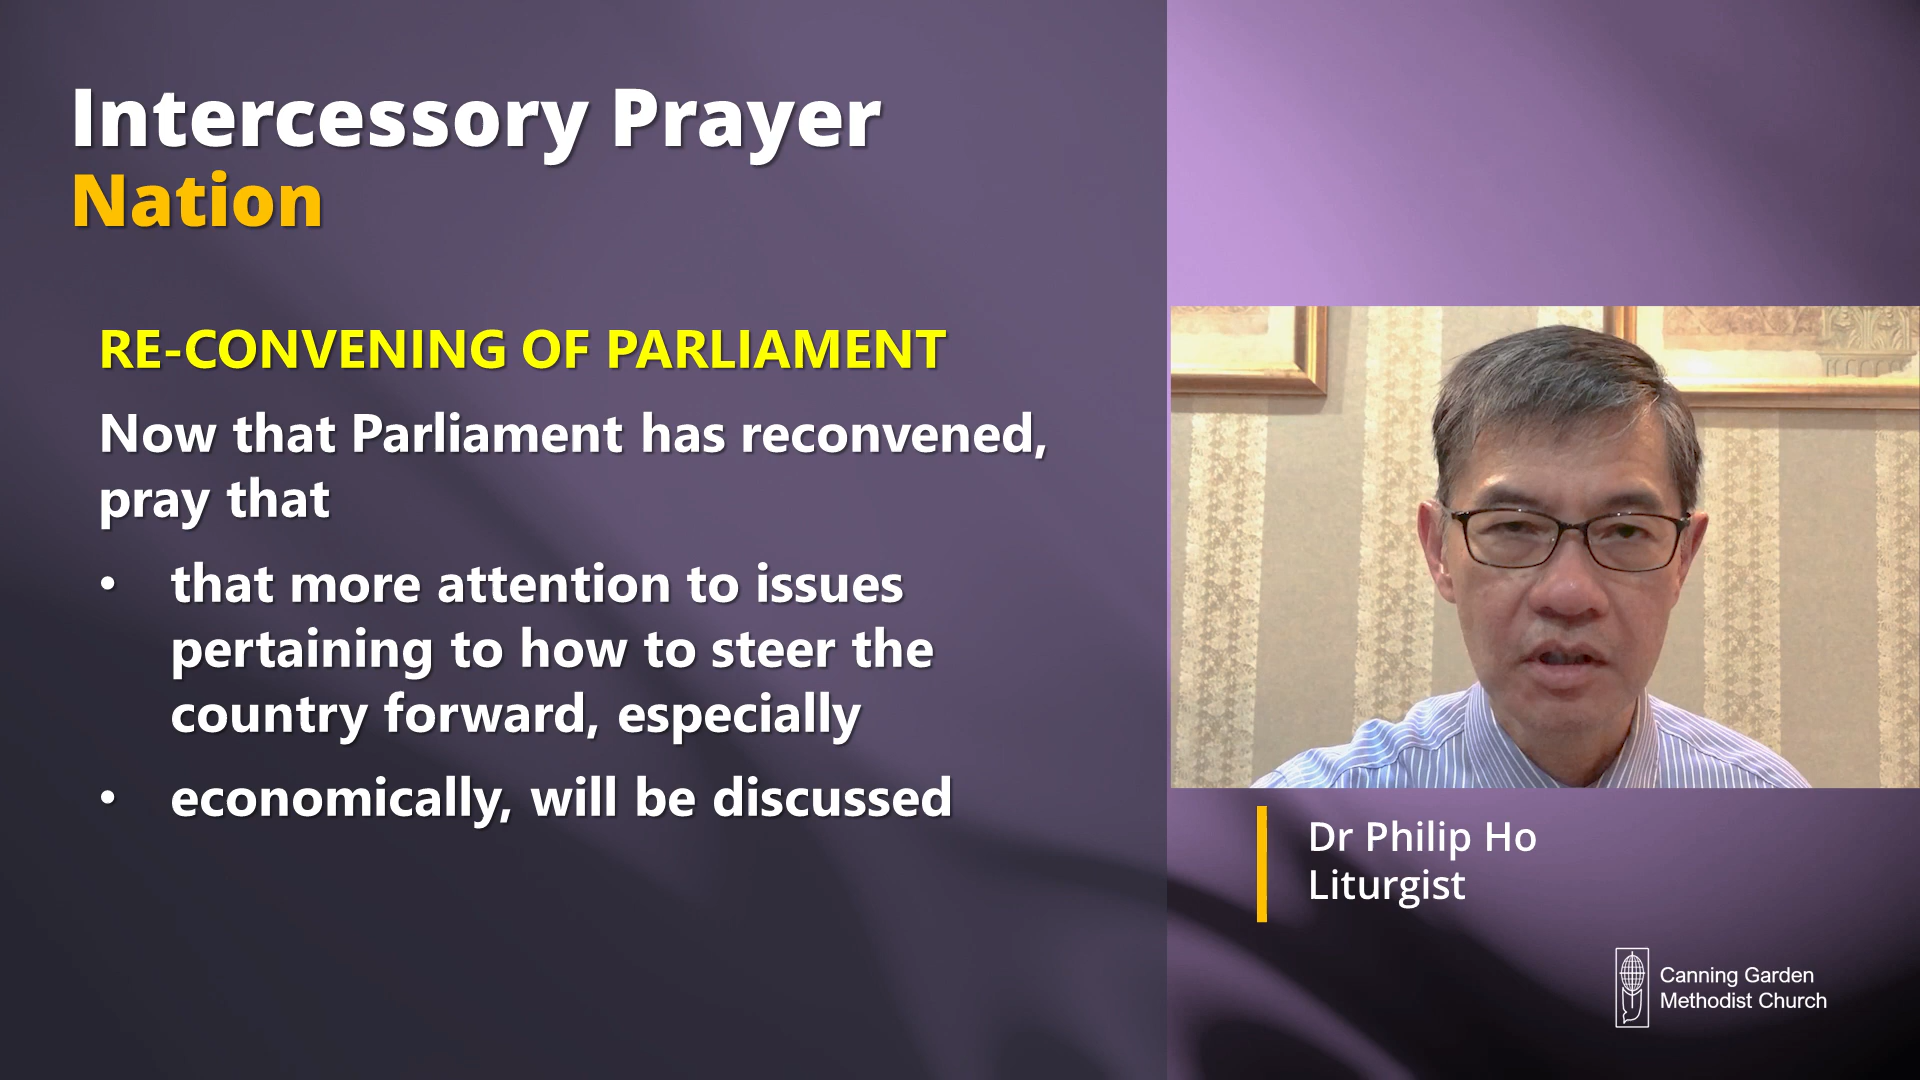 Intercessory Prayer
Nation
RE-CONVENING OF PARLIAMENT
Now that Parliament has reconvened,
pray that
• that more attention to issues
pertaining to how to steer the
country forward, especially
• economically, will be discussed
Dr Philip Ho
Liturgist
Canning Garden
Methodist Church